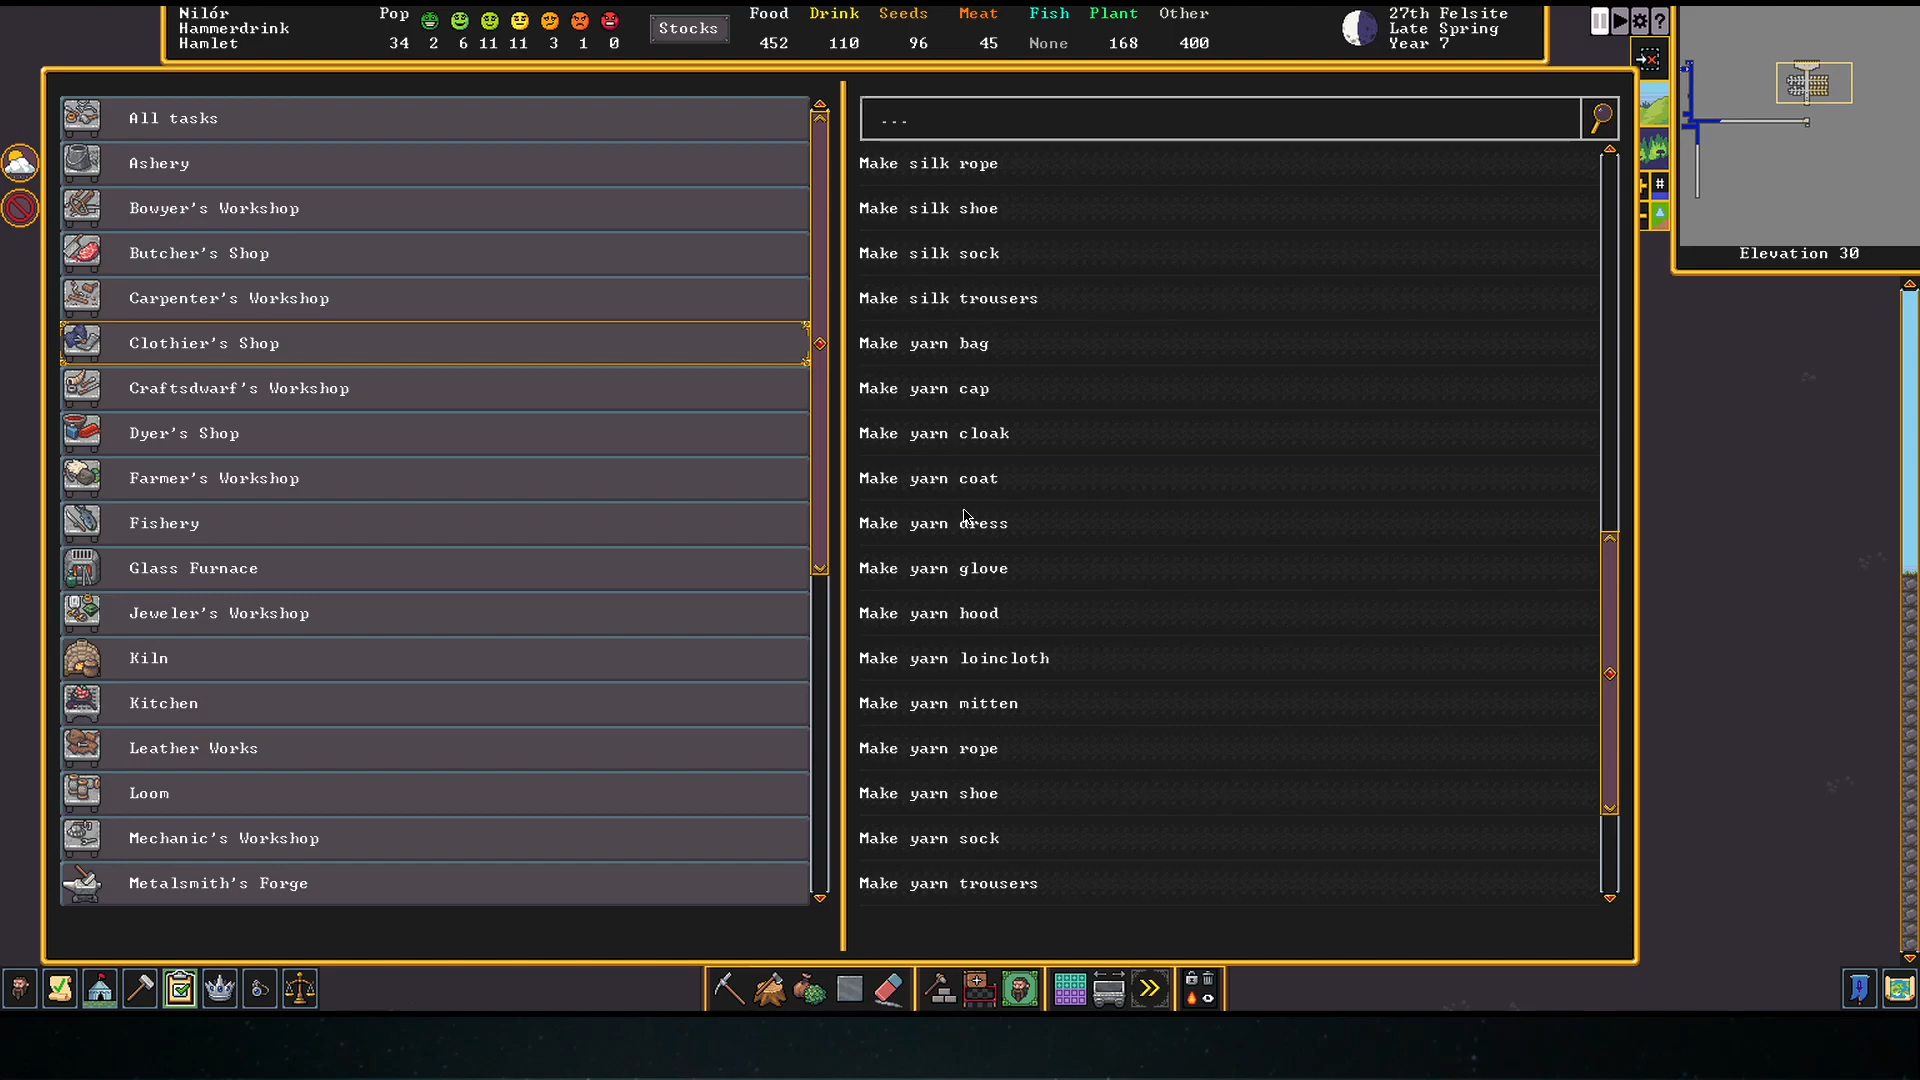 Nilór
Hammerdrink
Hamlet
Pop
34 2 6 11 11 3 1 0
Stocks
Food Drink Seeds Meat Fish Plant Other
452 110 96 45 None 168 400
27th Felsite
Late Spring
Year 7
?
#
Elevation 30
All tasks
Ashery
Bowyer's Workshop
Butcher's Shop
Carpenter's Workshop
Clothier's Shop
Craftsdwarf's Workshop
Dyer's Shop
Farmer's Workshop
Fishery
Glass Furnace
Jeweler's Workshop
Kiln
Kitchen
Leather Works
Loom
Mechanic's Workshop
Metalsmith's Forge
...
Make silk rope
Make silk shoe
Make silk sock
Make silk trousers
Make yarn bag
Make yarn cap
Make yarn cloak
Make yarn coat
Make yarn dress
Make yarn glove
Make yarn hood
Make yarn loincloth
Make yarn mitten
Make yarn rope
Make yarn shoe
Make yarn sock
Make yarn trousers